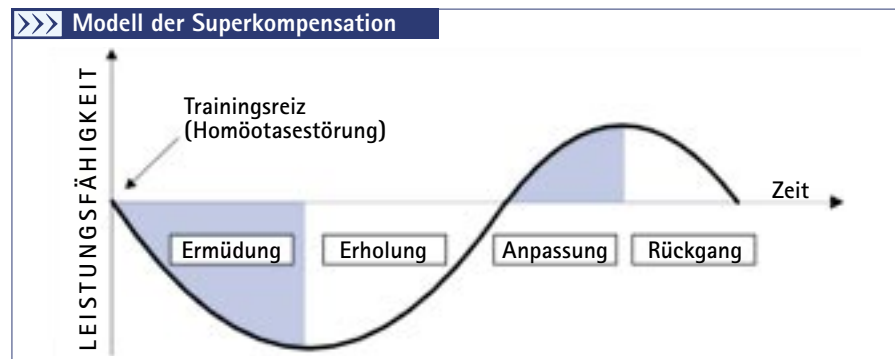 >>> Modell der Superkompensation
LEISTUNGSFÄHIGKEIT
Trainingsreiz
(Homöotasestörung)
Zeit
Ermüdung
Erholung
Anpassung
Rückgang